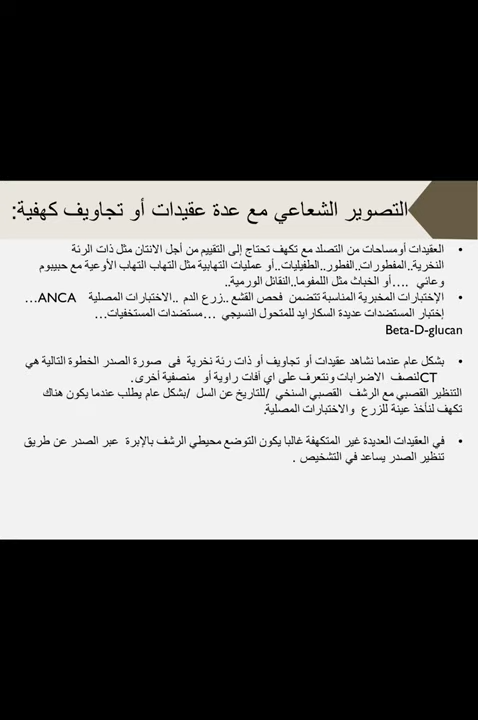 التصوير الشعاعي مع عدة عقيدات أو تجاويف كهفية:
• العقيدات أومساحات من التصلد مع تكهف تحتاج إلى التقييم من أجل الانتان مثل ذات الرئة
النخرية..المفطورات..الفطور..الطفيليات..أو عمليات التهابية مثل التهاب التهاب الأوعية مع حبيبوم
وعائي ....أو الخباث مثل اللمفوما..النقائل الورمية..
• الإختبارات المخبرية المناسبة تتضمن فحص القشع ..زرع الدم ..الاختبارات المصلية ANCA...
إختبار المستضدات عديدة السكارايد للمتحول النسيجي ...مستضدات المستخفيات...
Beta-D-glucan
• بشكل عام عندما نشاهد عقيدات أو تجاويف أو ذات رئة نخرية فى صورة الصدر الخطوة التالية هي
CTلنصف الاضرابات ونتعرف على اي آفات زاوية أو منصفية أخرى.
التنظير القصبي مع الرشف القصبي السنخي /للتاريخ عن السل /بشكل عام يطلب عندما يكون هناك
تكهف لنأخذ عينة للزرع والاختبارات المصلية.
• في العقيدات العديدة غير المتكهفة غالبا يكون التوضع محيطي الرشف بالإبرة عبر الصدر عن طريق
تنظير الصدر يساعد في التشخيص .